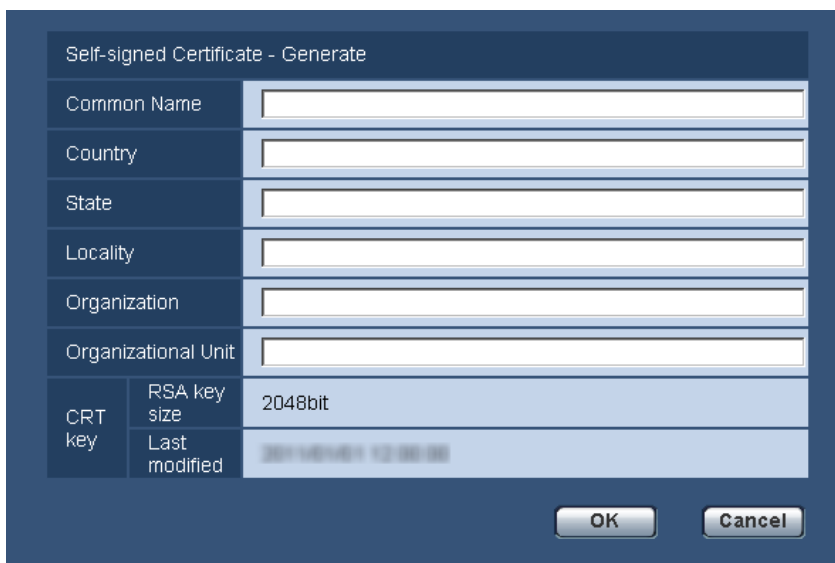 Self-signed Certificate - Generate
Common Name
Country
State
Locality
Organization
Organizational Unit
CRT key
RSA key size
2048bit
Last modified
OK
Cancel